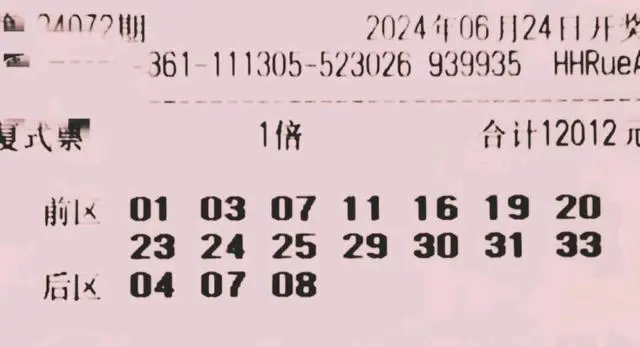 24072期 2024年06月24日开奖
-361-111305-523026 939935 HHRueA
复式票 1倍 合计12012元
前区 01 03 07 11 16 19 20
23 24 25 29 30 31 33
后区 04 07 08